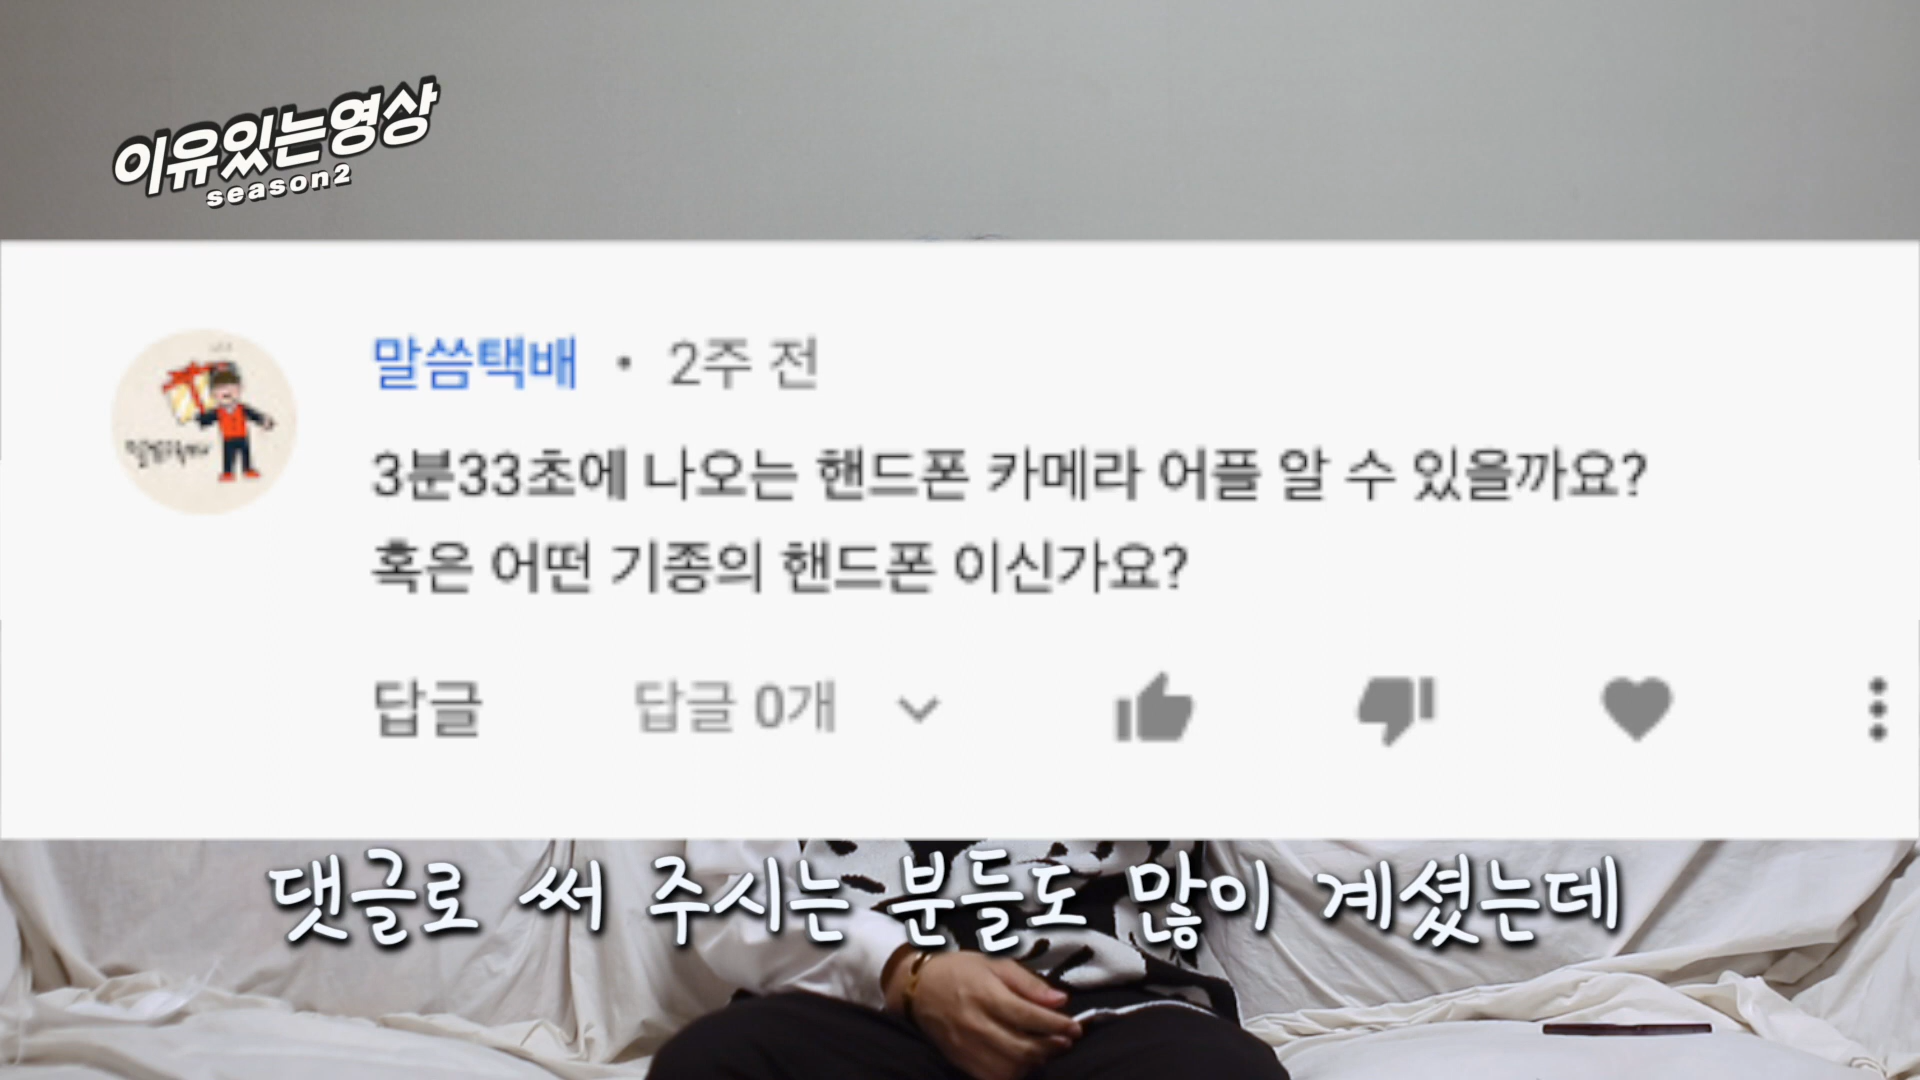 이유있는영상
season2
말씀택배 • 2주 전
3분33초에 나오는 핸드폰 카메라 어플 알 수 있을까요?
혹은 어떤 기종의 핸드폰 이신가요?
답글 답글 0개
댓글로 써 주시는 분들도 많이 계셨는데